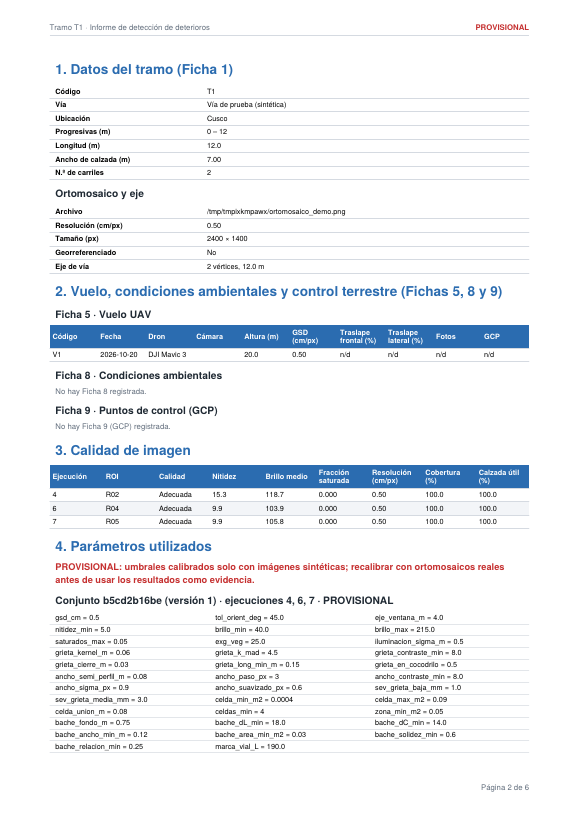 Tramo T1 · Informe de detección de deterioros PROVISIONAL
1. Datos del tramo (Ficha 1)
Código T1
Vía Vía de prueba (sintética)
Ubicación Cusco
Progresivas (m) 0 – 12
Longitud (m) 12.0
Ancho de calzada (m) 7.00
N.º de carriles 2
Ortomosaico y eje
Archivo /tmp/tmpixkmpawx/ortomosaico_demo.png
Resolución (cm/px) 0.50
Tamaño (px) 2400 × 1400
Georreferenciado No
Eje de vía 2 vértices, 12.0 m
2. Vuelo, condiciones ambientales y control terrestre (Fichas 5, 8 y 9)
Ficha 5 · Vuelo UAV
Código Fecha Dron Cámara Altura (m) GSD (cm/px) Traslape frontal (%) Traslape lateral (%) Fotos GCP
V1 2026-10-20 DJI Mavic 3 20.0 0.50 n/d n/d n/d n/d
Ficha 8 · Condiciones ambientales
No hay Ficha 8 registrada.
Ficha 9 · Puntos de control (GCP)
No hay Ficha 9 (GCP) registrada.
3. Calidad de imagen
Ejecución ROI Calidad Nitidez Brillo medio Fracción saturada Resolución (cm/px) Cobertura (%) Calzada útil (%)
4 R02 Adecuada 15.3 118.7 0.000 0.50 100.0 100.0
6 R04 Adecuada 9.9 103.9 0.000 0.50 100.0 100.0
7 R05 Adecuada 9.9 105.8 0.000 0.50 100.0 100.0
4. Parámetros utilizados
PROVISIONAL: umbrales calibrados solo con imágenes sintéticas; recalibrar con ortomosaicos reales
antes de usar los resultados como evidencia.
Conjunto b5cd2b16be (versión 1) · ejecuciones 4, 6, 7 · PROVISIONAL
gsd_cm = 0.5 tol_orient_deg = 45.0 eje_ventana_m = 4.0
nitidez_min = 5.0 brillo_min = 40.0 brillo_max = 215.0
saturados_max = 0.05 exg_veg = 25.0 iluminacion_sigma_m = 0.5
grieta_kernel_m = 0.06 grieta_k_mad = 4.5 grieta_contraste_min = 8.0
grieta_cierre_m = 0.03 grieta_long_min_m = 0.15 grieta_en_cocodrilo = 0.5
ancho_semi_perfil_m = 0.08 ancho_paso_px = 3 ancho_contraste_min = 8.0
ancho_sigma_px = 0.9 ancho_suavizado_px = 0.6 sev_grieta_baja_mm = 1.0
sev_grieta_media_mm = 3.0 celda_min_m2 = 0.0004 celda_max_m2 = 0.09
celda_union_m = 0.08 celdas_min = 4 zona_min_m2 = 0.05
bache_fondo_m = 0.75 bache_dL_min = 18.0 bache_dC_min = 14.0
bache_ancho_min_m = 0.12 bache_area_min_m2 = 0.03 bache_solidez_min = 0.6
bache_relacion_min = 0.25 marca_vial_L = 190.0
Página 2 de 6